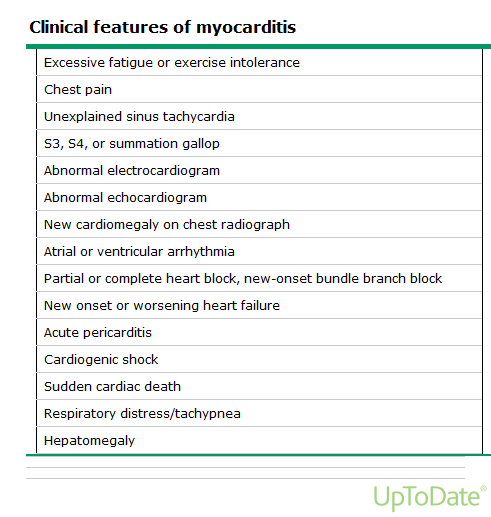 Clinical features of myocarditis
Excessive fatigue or exercise intolerance
Chest pain
Unexplained sinus tachycardia
S3, S4, or summation gallop
Abnormal electrocardiogram
Abnormal echocardiogram
New cardiomegaly on chest radiograph
Atrial or ventricular arrhythmia
Partial or complete heart block, new-onset bundle branch block
New onset or worsening heart failure
Acute pericarditis
Cardiogenic shock
Sudden cardiac death
Respiratory distress/tachypnea
Hepatomegaly
UpToDate®